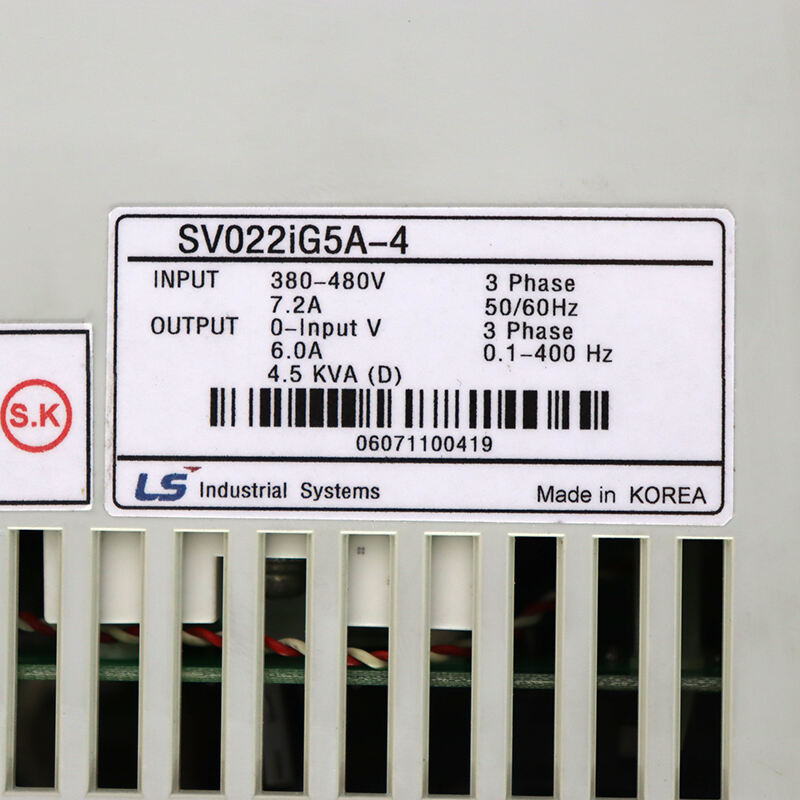 SV022iG5A-4
INPUT 380-480V 3 Phase
7.2A 50/60Hz
OUTPUT 0-Input V 3 Phase
6.0A 0.1-400 Hz
4.5 KVA (D)
06071100419
LS Industrial Systems Made in KOREA
S.K